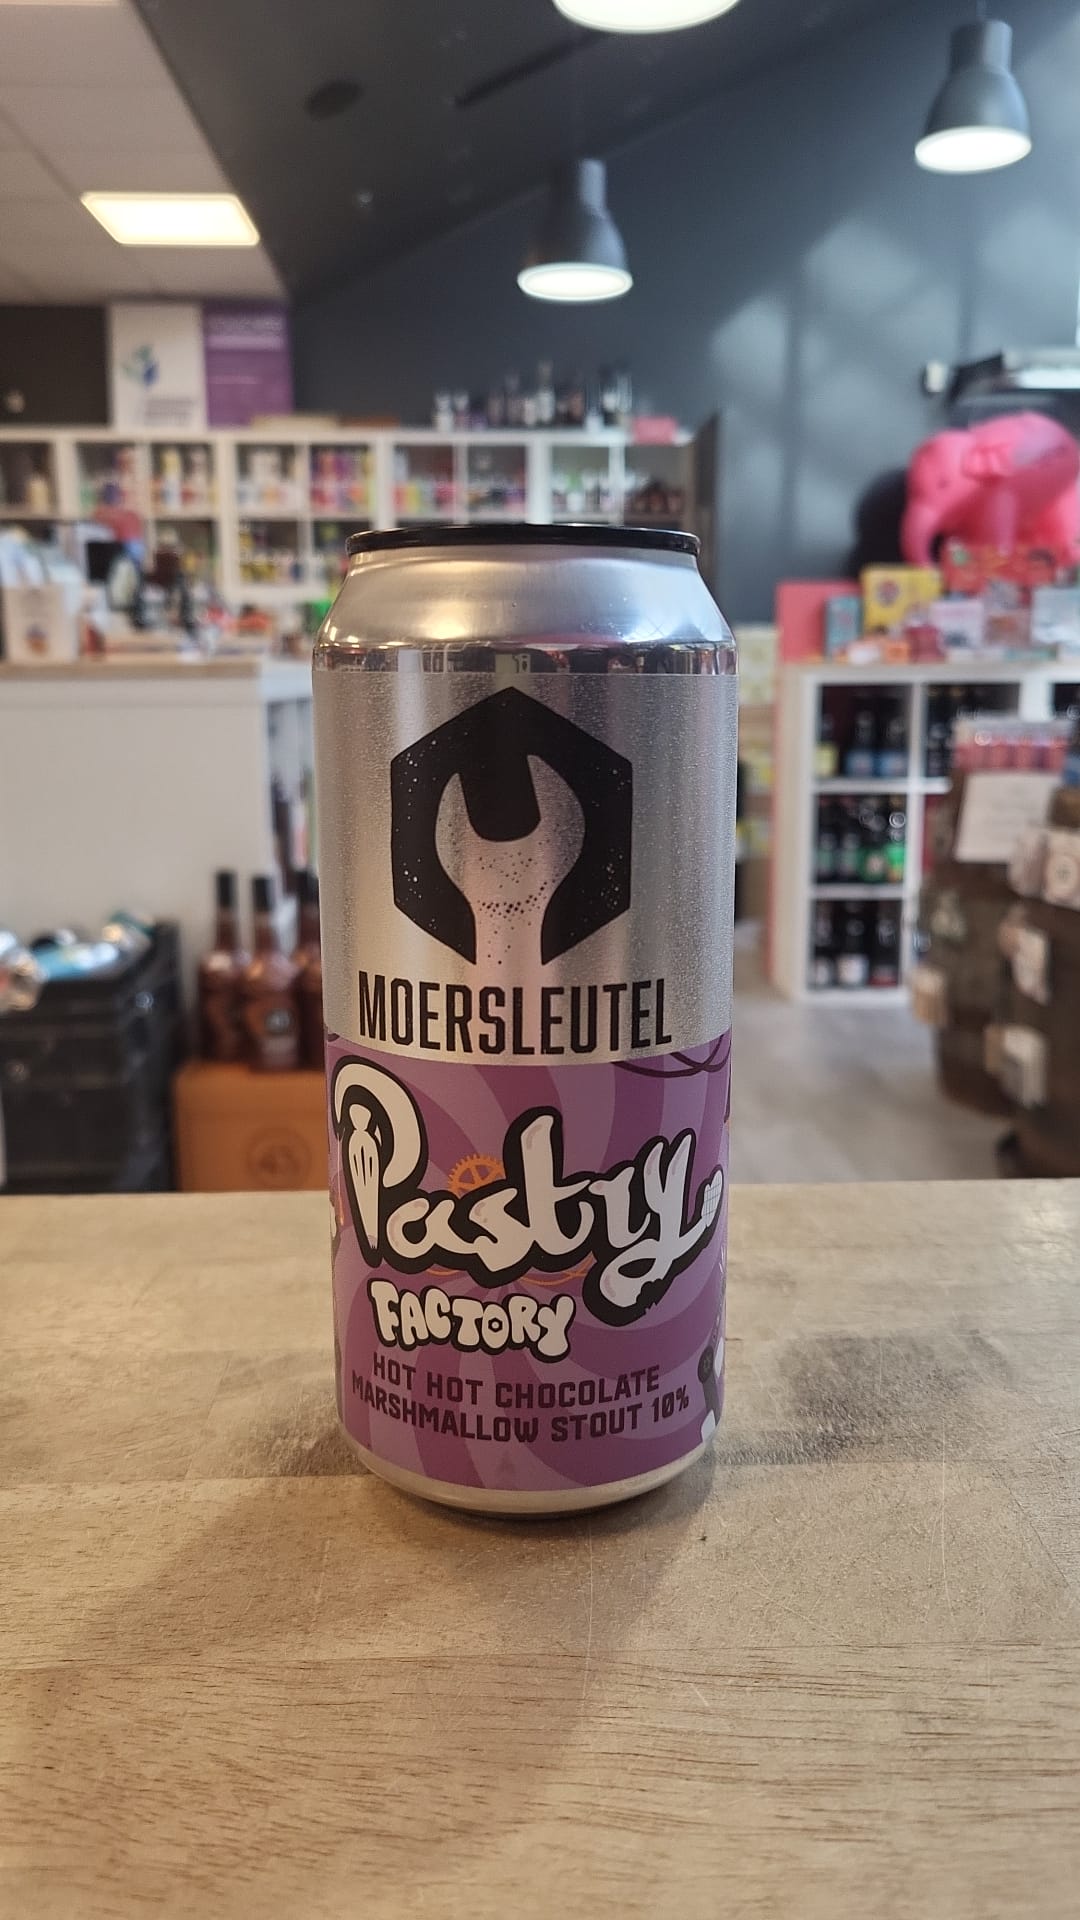 MOERSLEUTEL
Pastry
FACTORY
HOT HOT CHOCOLATE
MARSHMALLOW STOUT 10%